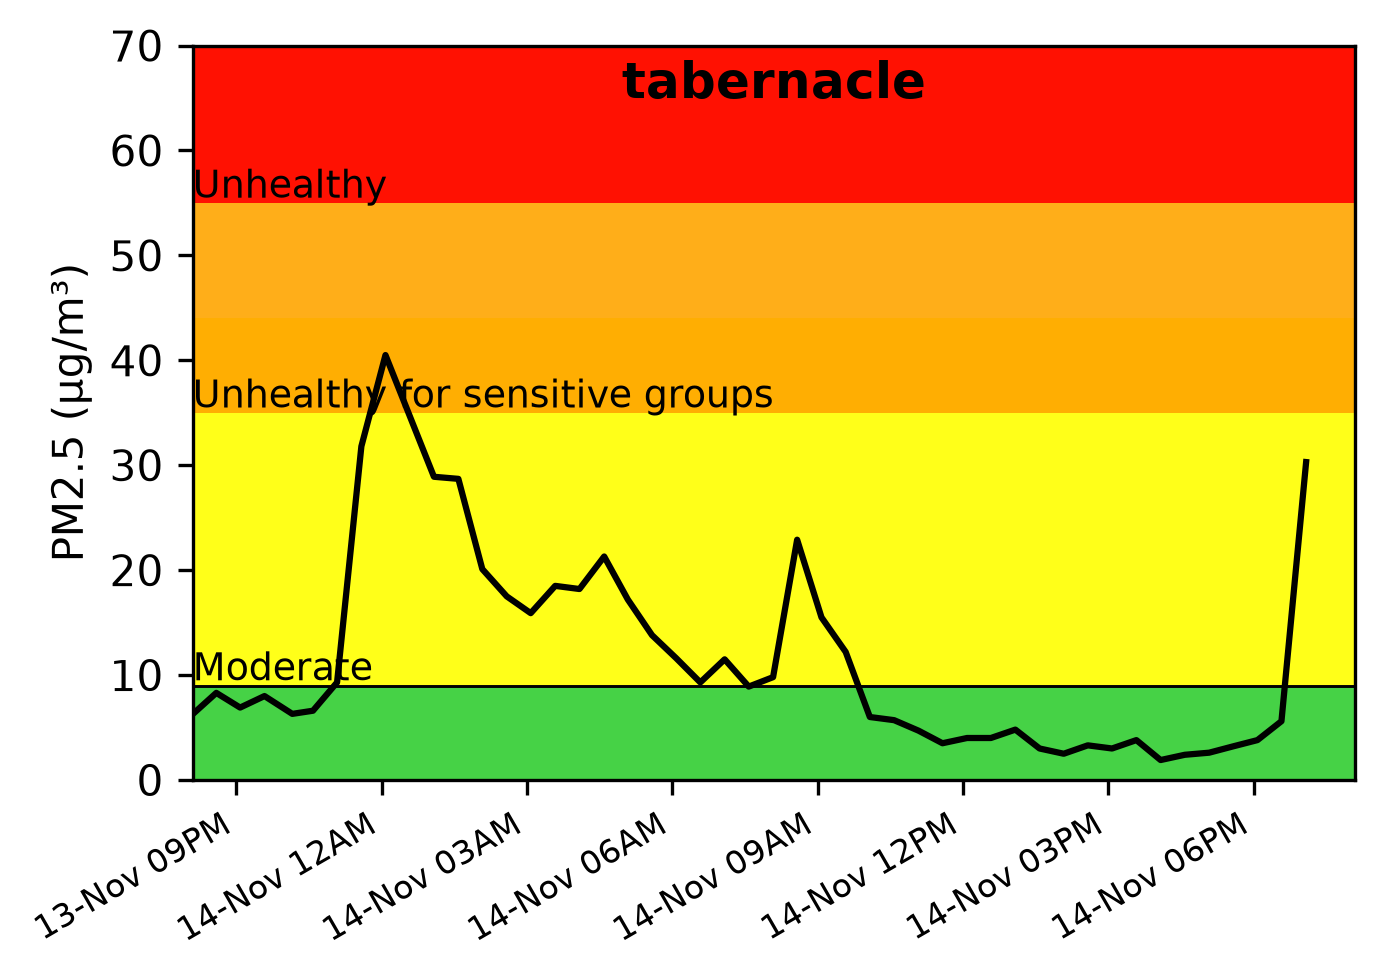 tabernacle
PM2.5 (µg/m³)
70
60
50
40
30
20
10
0
Unhealthy
Unhealthy for sensitive groups
Moderate
13-Nov 09PM
14-Nov 12AM
14-Nov 03AM
14-Nov 06AM
14-Nov 09AM
14-Nov 12PM
14-Nov 03PM
14-Nov 06PM